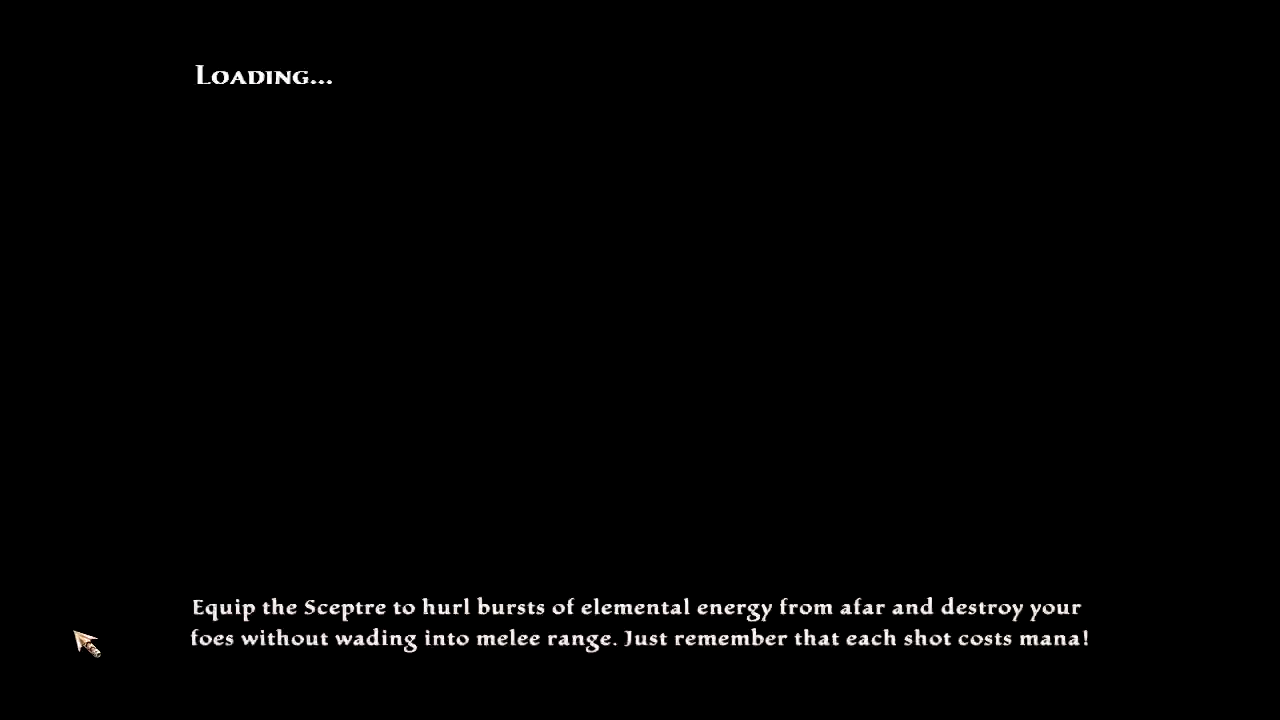 Loading...
Equip the Sceptre to hurl bursts of elemental energy from afar and destroy your
foes without wading into melee range. Just remember that each shot costs mana!